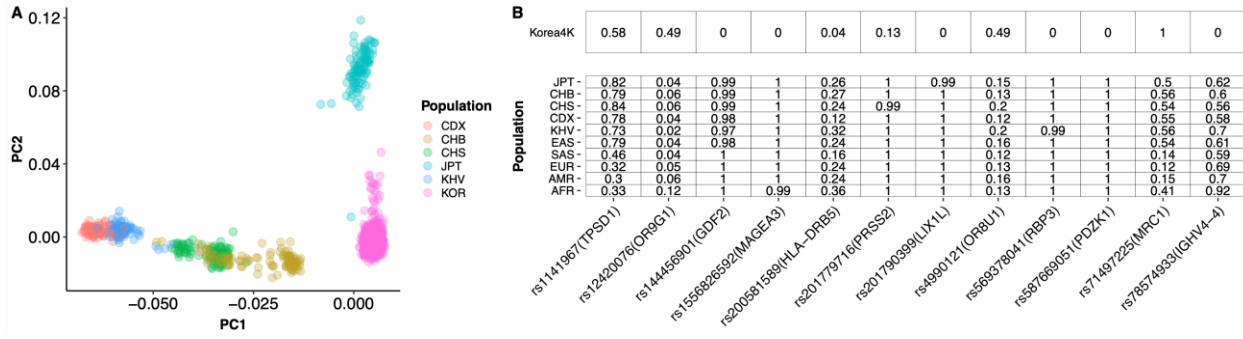 A
0.12
0.08
0.04
0.00
PC2
−0.050
−0.025
0.000
PC1
Population
CDX
CHB
CHS
JPT
KHV
KOR
B
Korea4K 0.58 0.49 0 0 0.04 0.13 0 0.49 0 0 1 0
Population
JPT 0.82 0.04 0.99 1 0.26 1 0.99 0.15 1 1 0.5 0.62
CHB 0.79 0.06 0.99 1 0.27 1 1 0.13 1 1 0.56 0.6
CHS 0.84 0.06 0.99 1 0.24 0.99 1 0.2 1 1 0.54 0.56
CDX 0.78 0.04 0.98 1 0.12 1 1 0.12 1 1 0.55 0.58
KHV 0.73 0.02 0.97 1 0.32 1 1 0.2 0.99 1 0.56 0.7
EAS 0.79 0.04 0.98 1 0.24 1 1 0.16 1 1 0.54 0.61
SAS 0.46 0.04 1 1 0.16 1 1 0.12 1 1 0.14 0.59
EUR 0.32 0.05 1 1 0.24 1 1 0.13 1 1 0.12 0.69
AMR 0.3 0.06 1 1 0.24 1 1 0.16 1 1 0.15 0.7
AFR 0.33 0.12 1 0.99 0.36 1 1 0.13 1 1 0.41 0.92
rs1141967(TPSD1)
rs12420076(OR9G1)
rs144456901(GDF2)
rs1556826592(MAGEA3)
rs200581589(HLA−DRB5)
rs201779716(PRSS2)
rs201790399(LIX1L)
rs4990121(OR8U1)
rs569378041(RBP3)
rs587669051(PDZK1)
rs71497225(MRC1)
rs78574933(IGHV4−4)